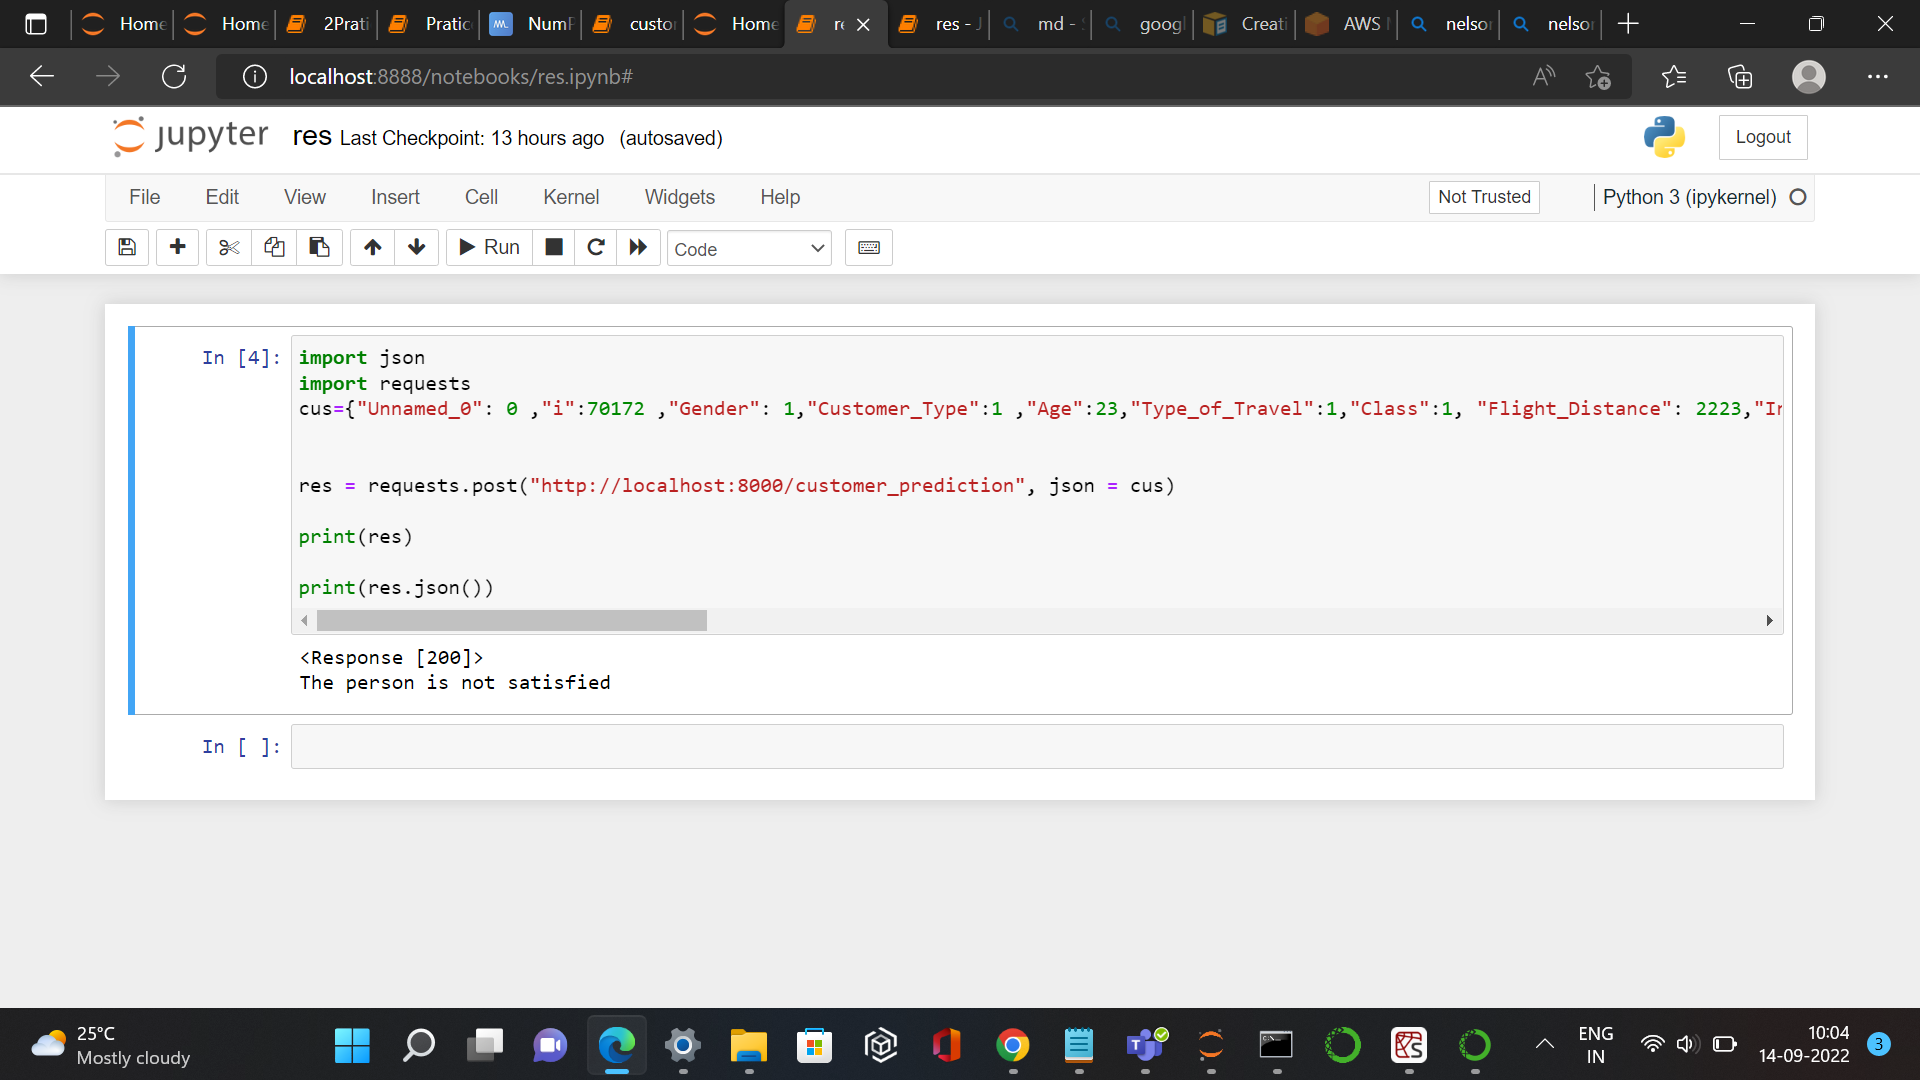 Home
Home
2Prati
Pratic
NumP
custo
Home
re
res - J
md -
googl
Creati
AWS
nelso
nelso
localhost:8888/notebooks/res.ipynb#
jupyter res Last Checkpoint: 13 hours ago (autosaved)
Logout
File Edit View Insert Cell Kernel Widgets Help
Not Trusted
Python 3 (ipykernel)
Run
Code
In [4]:
import json
import requests
cus={"Unnamed_0": 0 ,"i":70172 ,"Gender": 1,"Customer_Type":1 ,"Age":23,"Type_of_Travel":1,"Class":1, "Flight_Distance": 2223,"In
res = requests.post("http://localhost:8000/customer_prediction", json = cus)
print(res)
print(res.json())
<Response [200]>
The person is not satisfied
In [ ]:
25°C
Mostly cloudy
ENG
IN
10:04
14-09-2022
3